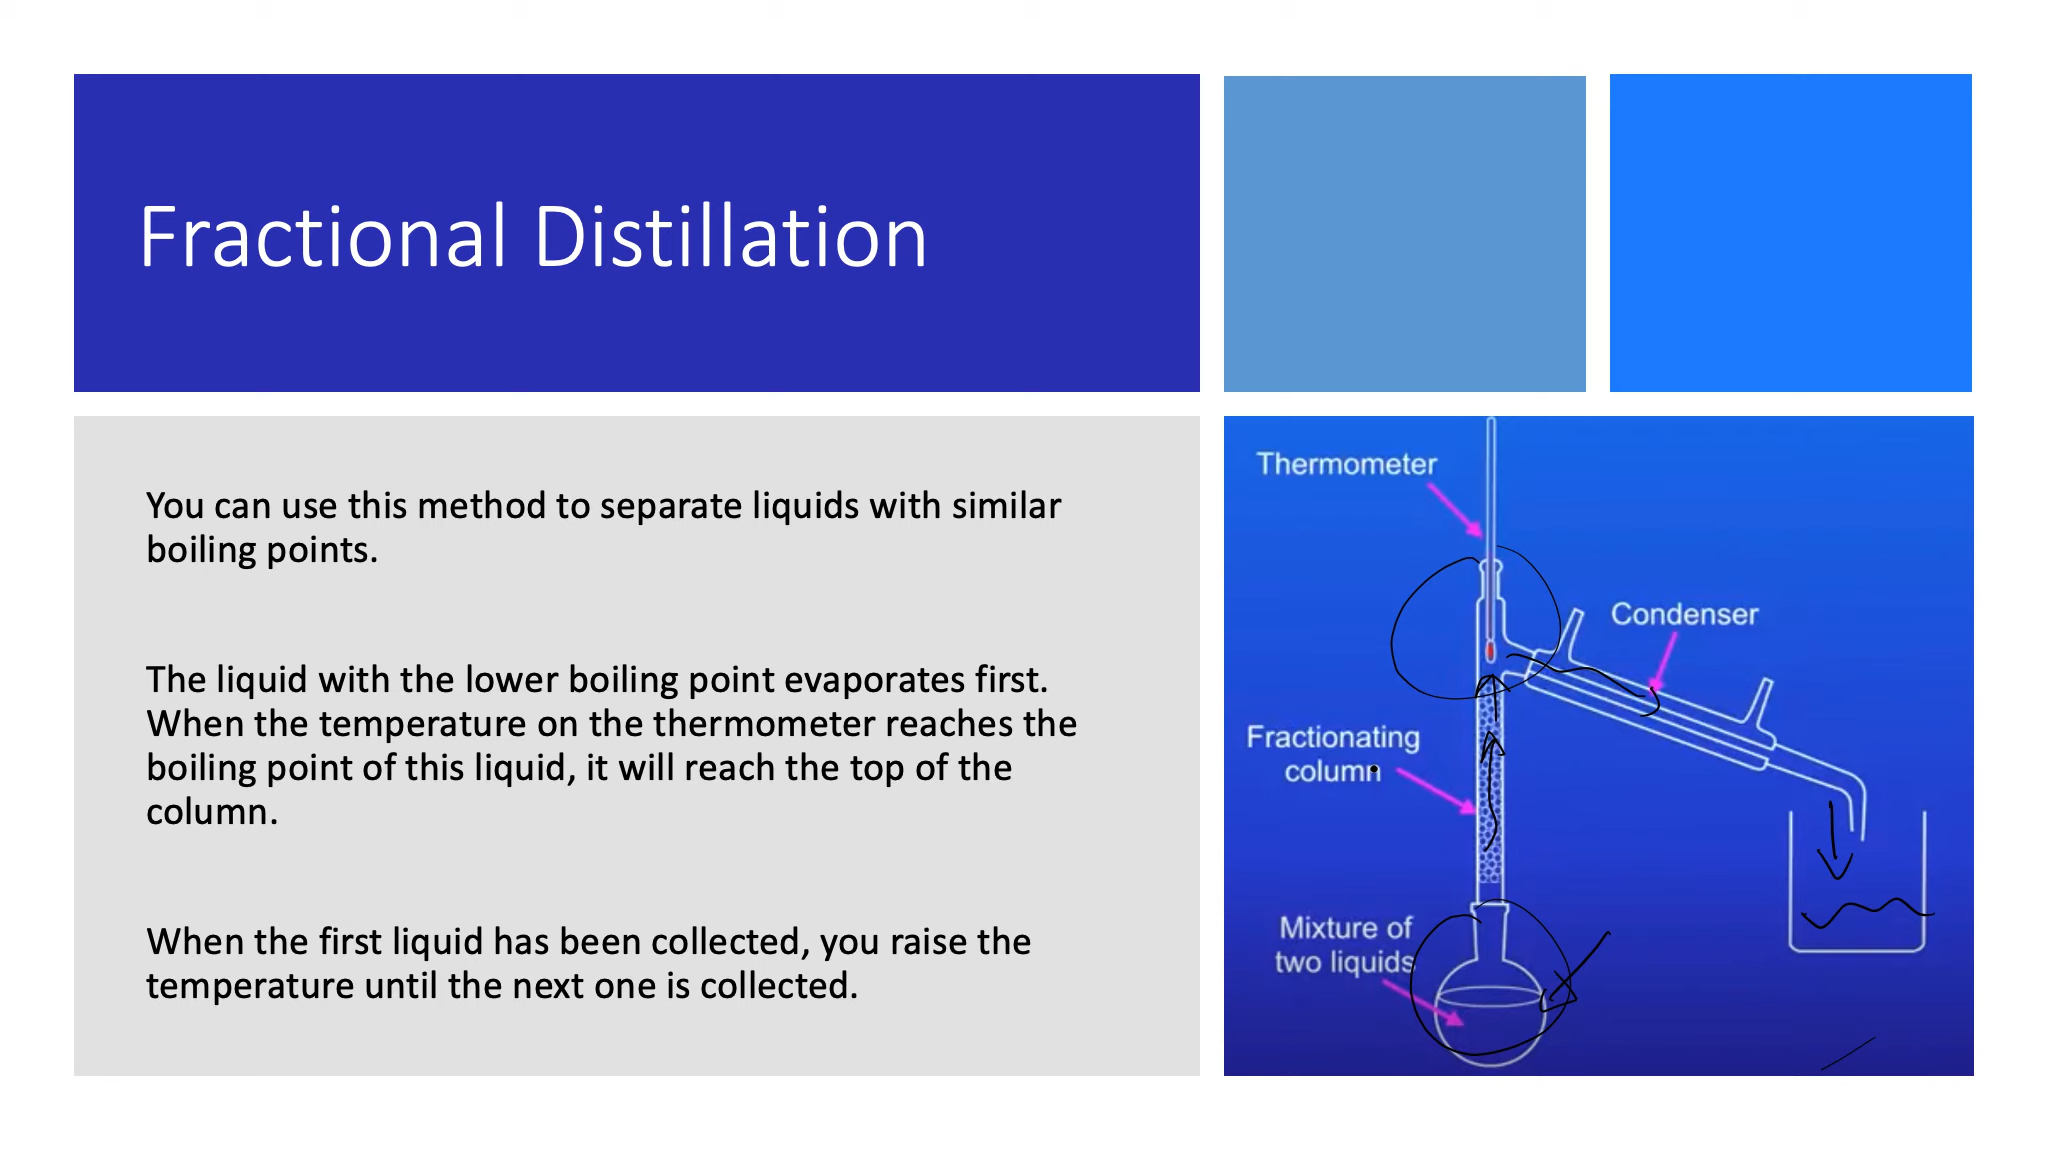 Fractional Distillation
You can use this method to separate liquids with similar
boiling points.
The liquid with the lower boiling point evaporates first.
When the temperature on the thermometer reaches the
boiling point of this liquid, it will reach the top of the
column.
When the first liquid has been collected, you raise the
temperature until the next one is collected.
Thermometer
Condenser
Fractionating
column
Mixture of
two liquids